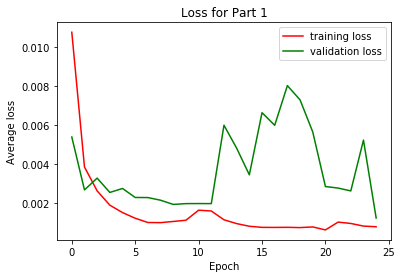 Loss for Part 1
training loss
validation loss
Average loss
0.010
0.008
0.006
0.004
0.002
0
5
10
15
20
25
Epoch